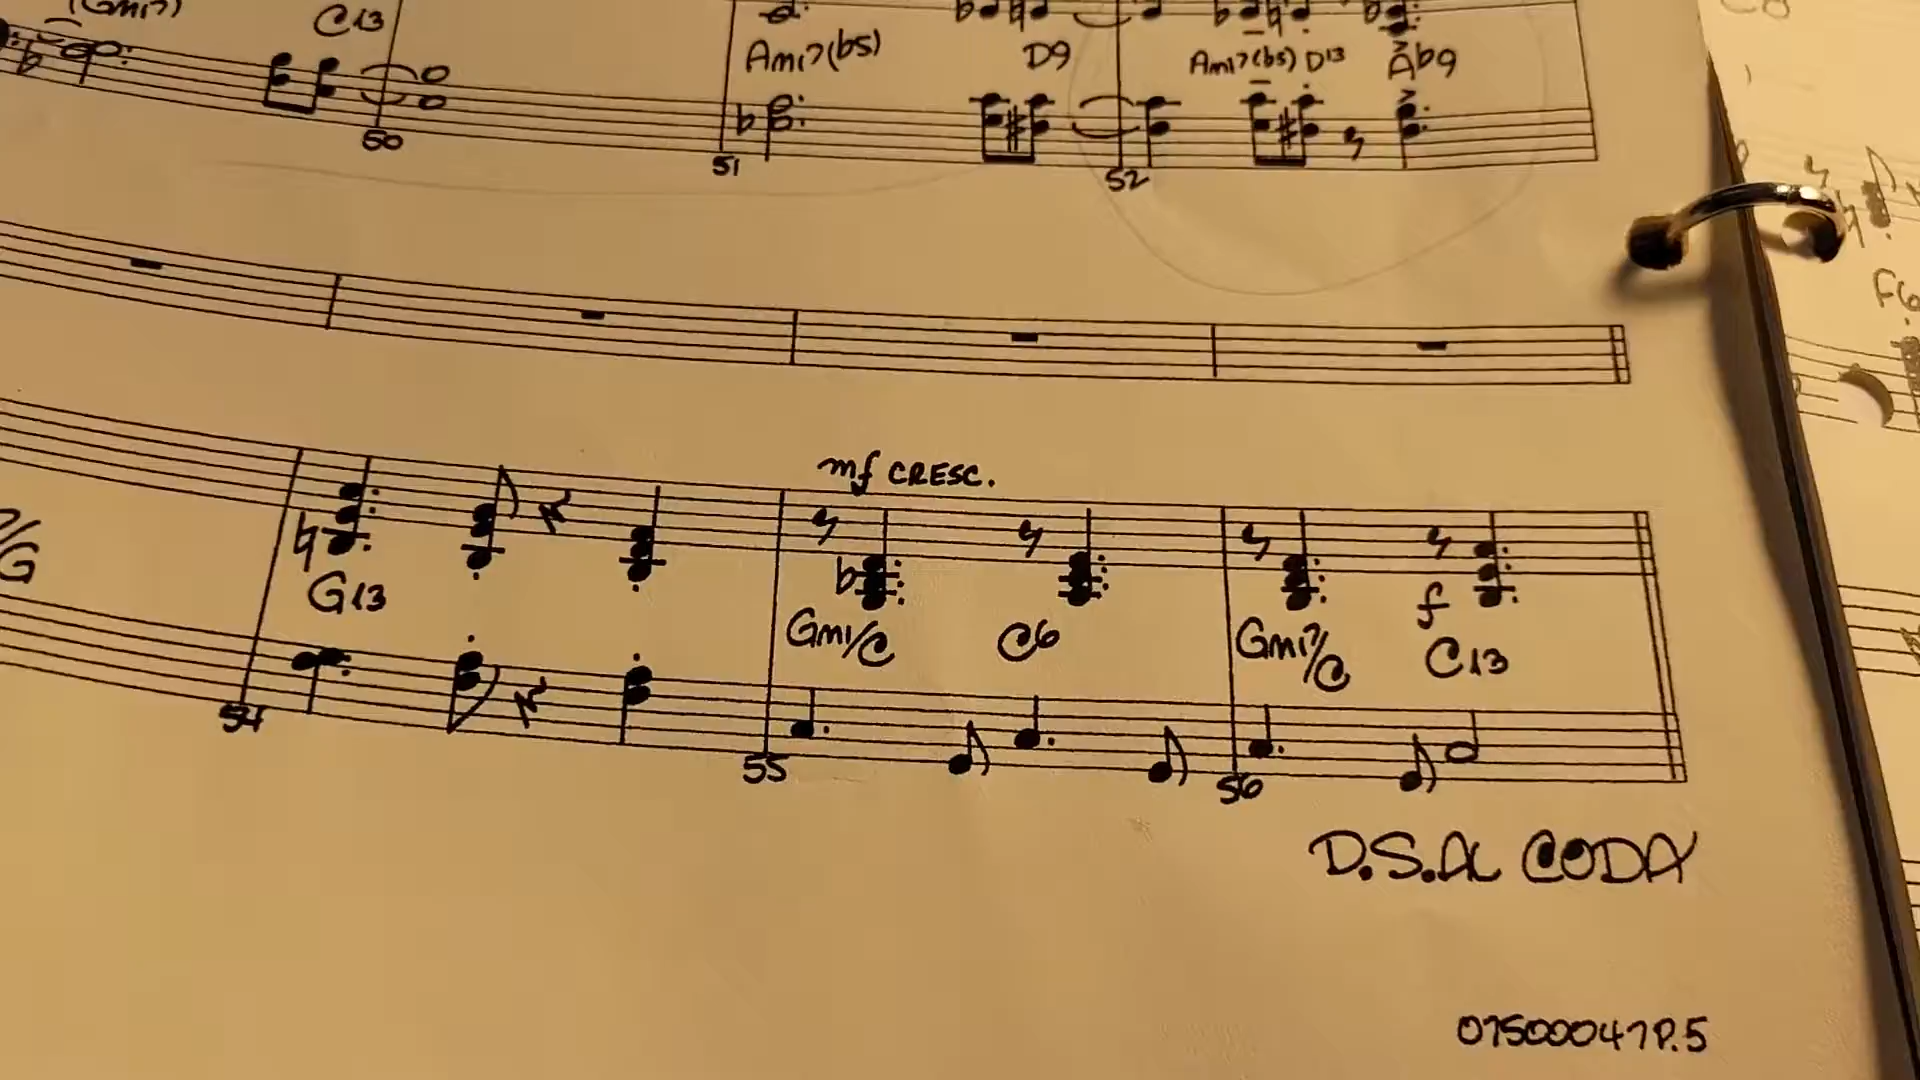 (Gmi7) C13
Ami7(b5) D9 Ami7(b5) D13 Ab9
50 51 52
mf CRESC.
/G G13 Gmi/C C6 Gmi7/C f C13
54 55 56
D.S.AL CODA
07500047P.5